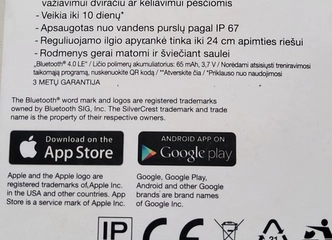 važiavimui dviračiu ar keliavimui pėsčiomis
- Veikia iki 10 dienų*
- Apsaugotas nuo vandens purslų pagal IP 67
- Reguliuojamo ilgio apyrankė tinka iki 24 cm apimties riešui
- Rodmenys gerai matomi ir šviečiant saulei
„Bluetooth® 4.0 LE“ / Ličio polimerų akumuliatorius: 65 mAh, 3,7 V / Norėdami atsisiųsti treniravimosi
taikomąją programą, nuskenuokite QR kodą / **Atverskite čia / *Priklauso nuo naudojimosi
3 METŲ GARANTIJA
The Bluetooth® word mark and logos are registered trademarks
owned by Bluetooth SIG, Inc. The SilverCrest trademark and trade
name is the property of their respective owners.
Download on the
App Store
ANDROID APP ON
Google play
Apple and the Apple logo are
registered trademarks of,Apple Inc.
in the USA and other countries. App
Store is a service mark of Apple Inc.
Google, Google Play,
Android and other Google
brands are brand names
of Google Inc.
IP
CE
21